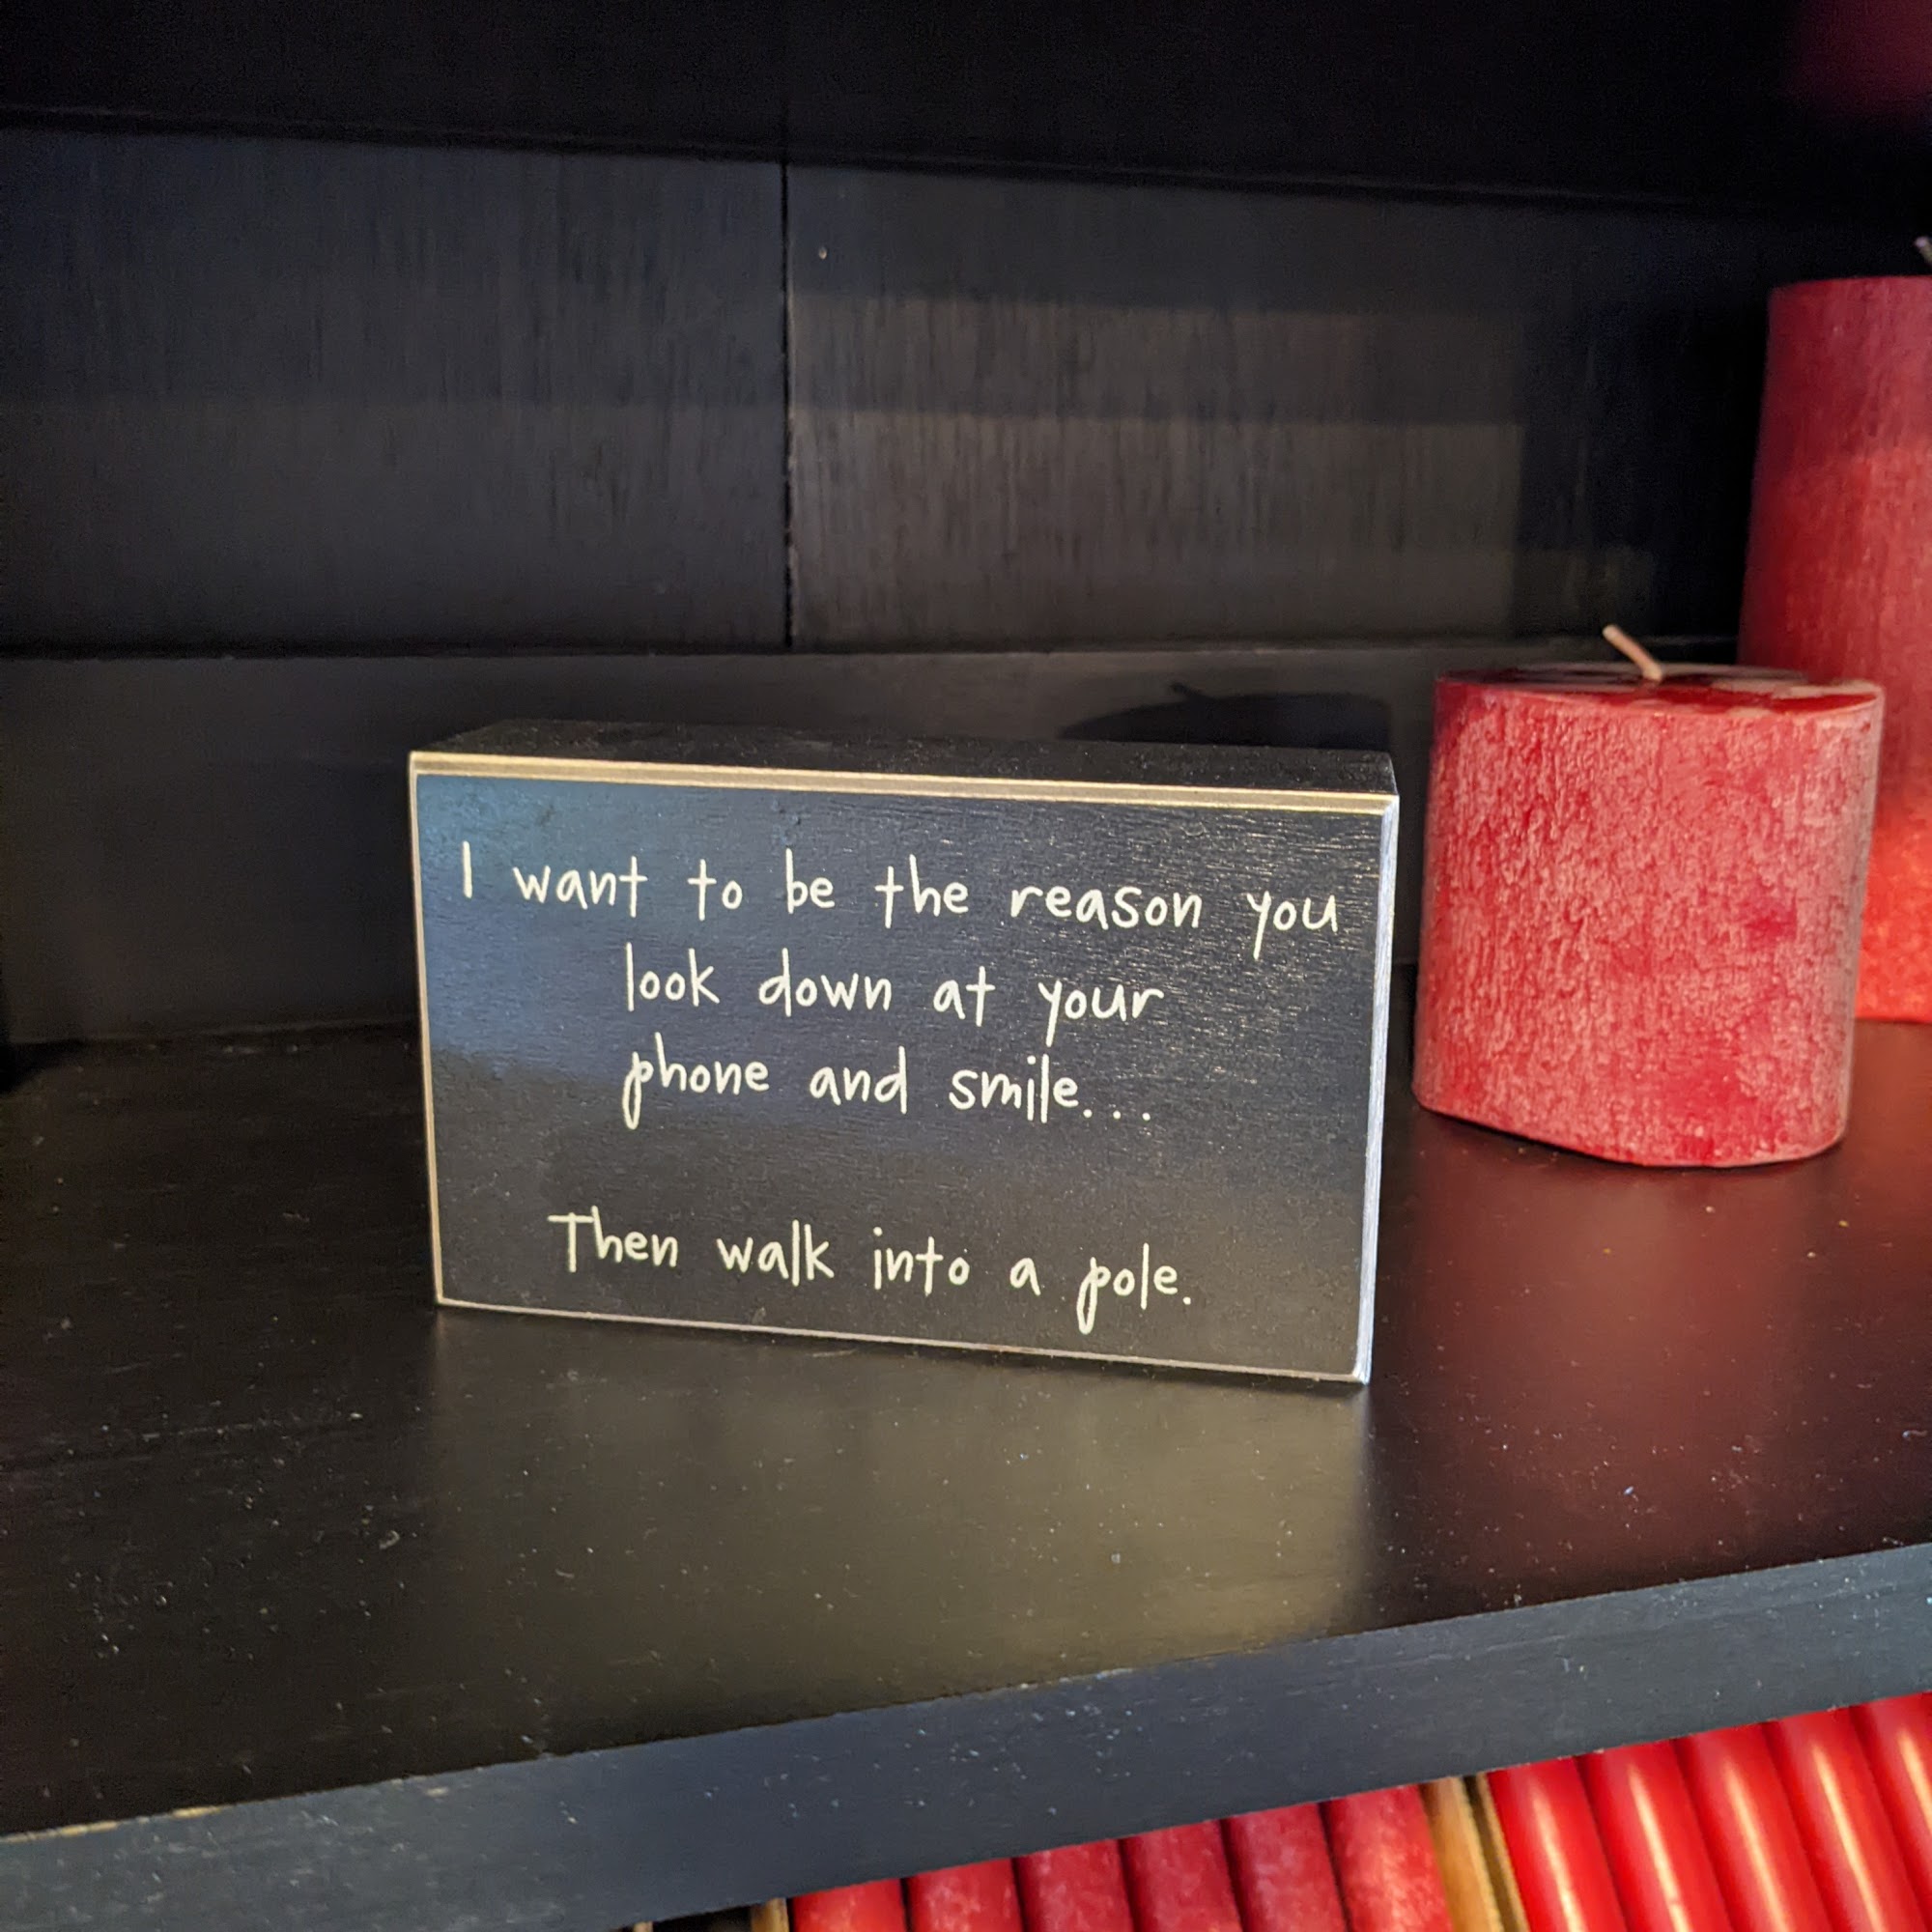 I want to be the reason you
look down at your
phone and smile...
Then walk into a pole.